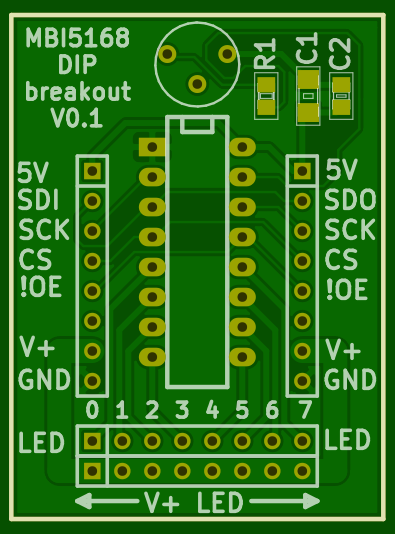 MBI5168
DIP
breakout
V0.1
R1
C1
C2
5V
SDI
SCK
CS
!OE
V+
GND
5V
SDO
SCK
CS
!OE
V+
GND
0 1 2 3 4 5 6 7
LED
LED
V+ LED